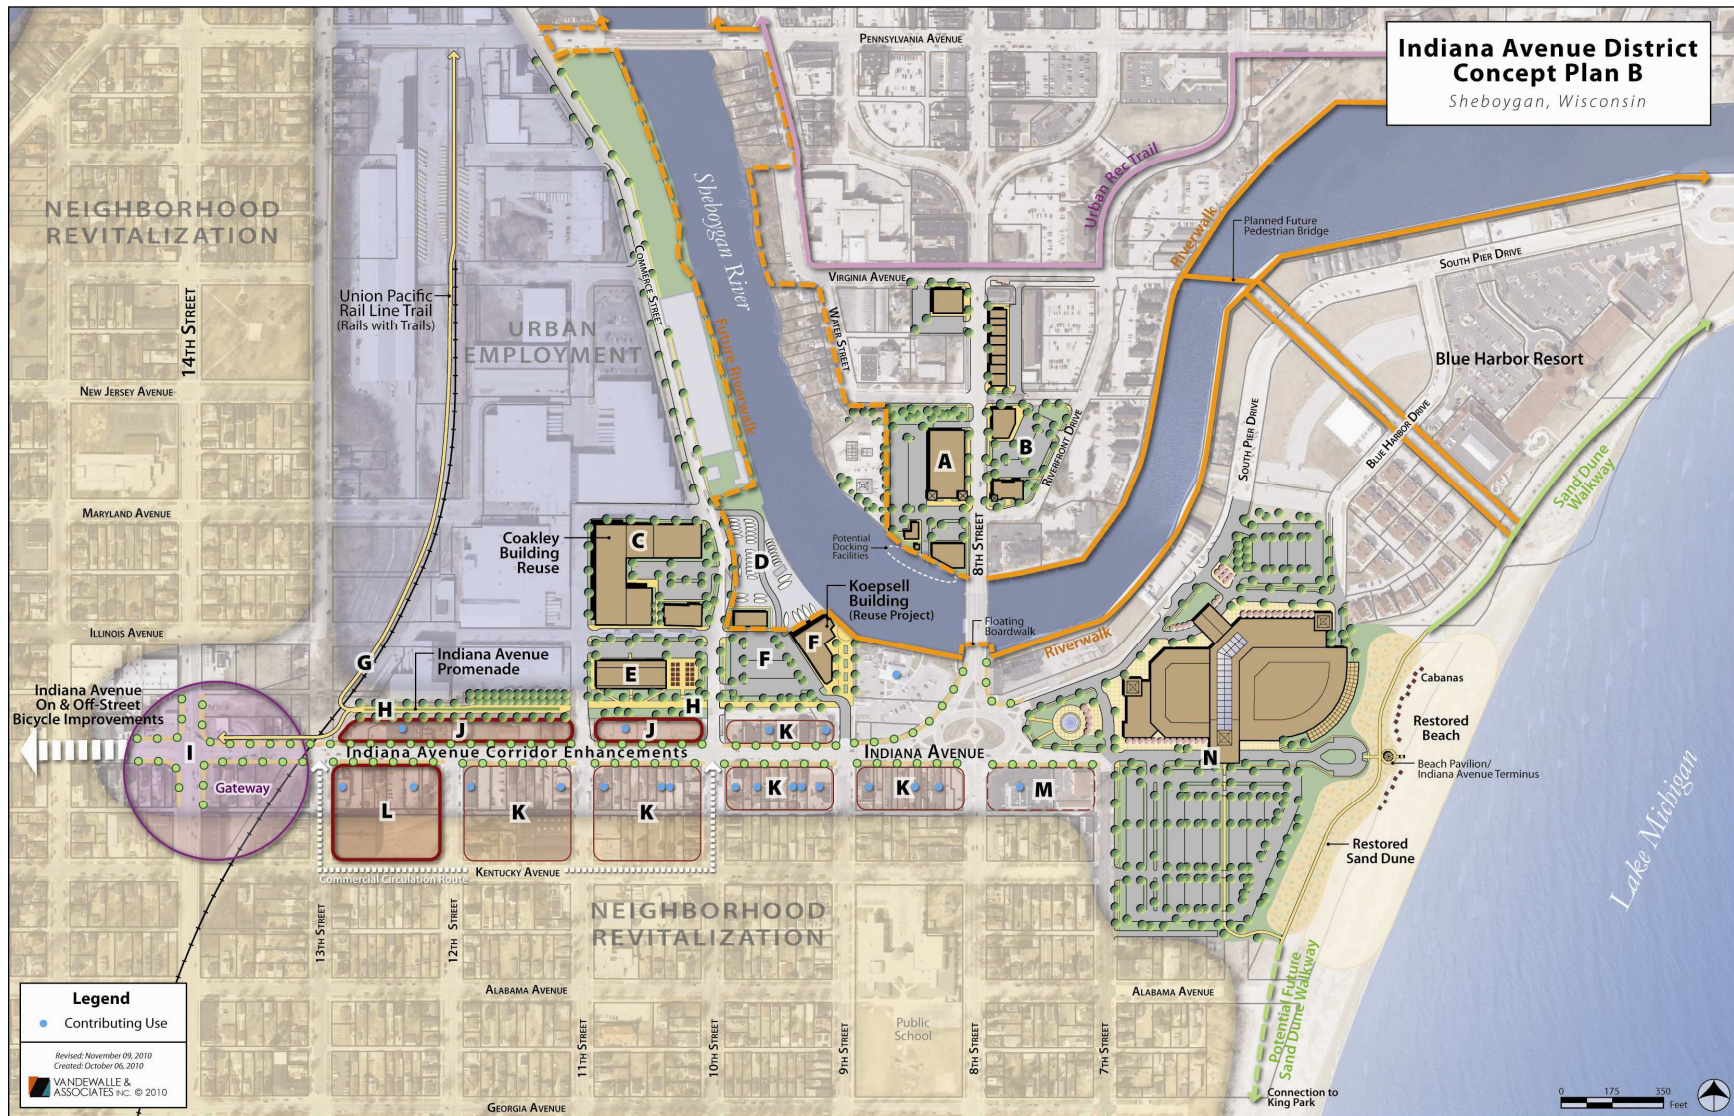 Indiana Avenue District
Concept Plan B
Sheboygan, Wisconsin
PENNSYLVANIA AVENUE
Urban Rec Trail
Riverwalk
Planned Future
Pedestrian Bridge
SOUTH PIER DRIVE
Blue Harbor Resort
NEIGHBORHOOD
REVITALIZATION
14TH STREET
Union Pacific
Rail Line Trail
(Rails with Trails)
URBAN
EMPLOYMENT
COMMERCE STREET
Sheboygan River
Future Riverwalk
VIRGINIA AVENUE
WATER STREET
NEW JERSEY AVENUE
MARYLAND AVENUE
ILLINOIS AVENUE
A
B
RIVERFRONT DRIVE
8TH STREET
SOUTH PIER DRIVE
BLUE HARBOR DRIVE
Sand Dune
Walkway
Coakley
Building
Reuse
C
D
Potential
Docking
Facilities
Koepsell
Building
(Reuse Project)
Floating
Boardwalk
Riverwalk
G
Indiana Avenue
Promenade
E
F
F
Indiana Avenue
On & Off-Street
Bicycle Improvements
H
H
I
J
J
K
Indiana Avenue Corridor Enhancements
INDIANA AVENUE
Gateway
L
K
K
K
K
M
N
Cabanas
Restored
Beach
Beach Pavilion/
Indiana Avenue Terminus
Restored
Sand Dune
Lake Michigan
Commercial Circulation Route
KENTUCKY AVENUE
13TH STREET
12TH STREET
NEIGHBORHOOD
REVITALIZATION
ALABAMA AVENUE
ALABAMA AVENUE
Public
School
11TH STREET
10TH STREET
9TH STREET
8TH STREET
7TH STREET
GEORGIA AVENUE
Potential Future
Sand Dune Walkway
Connection to
King Park
Legend
Contributing Use
Revised: November 09, 2010
Created: October 06, 2010
VANDEWALLE &
ASSOCIATES INC. © 2010
0 175 350
Feet